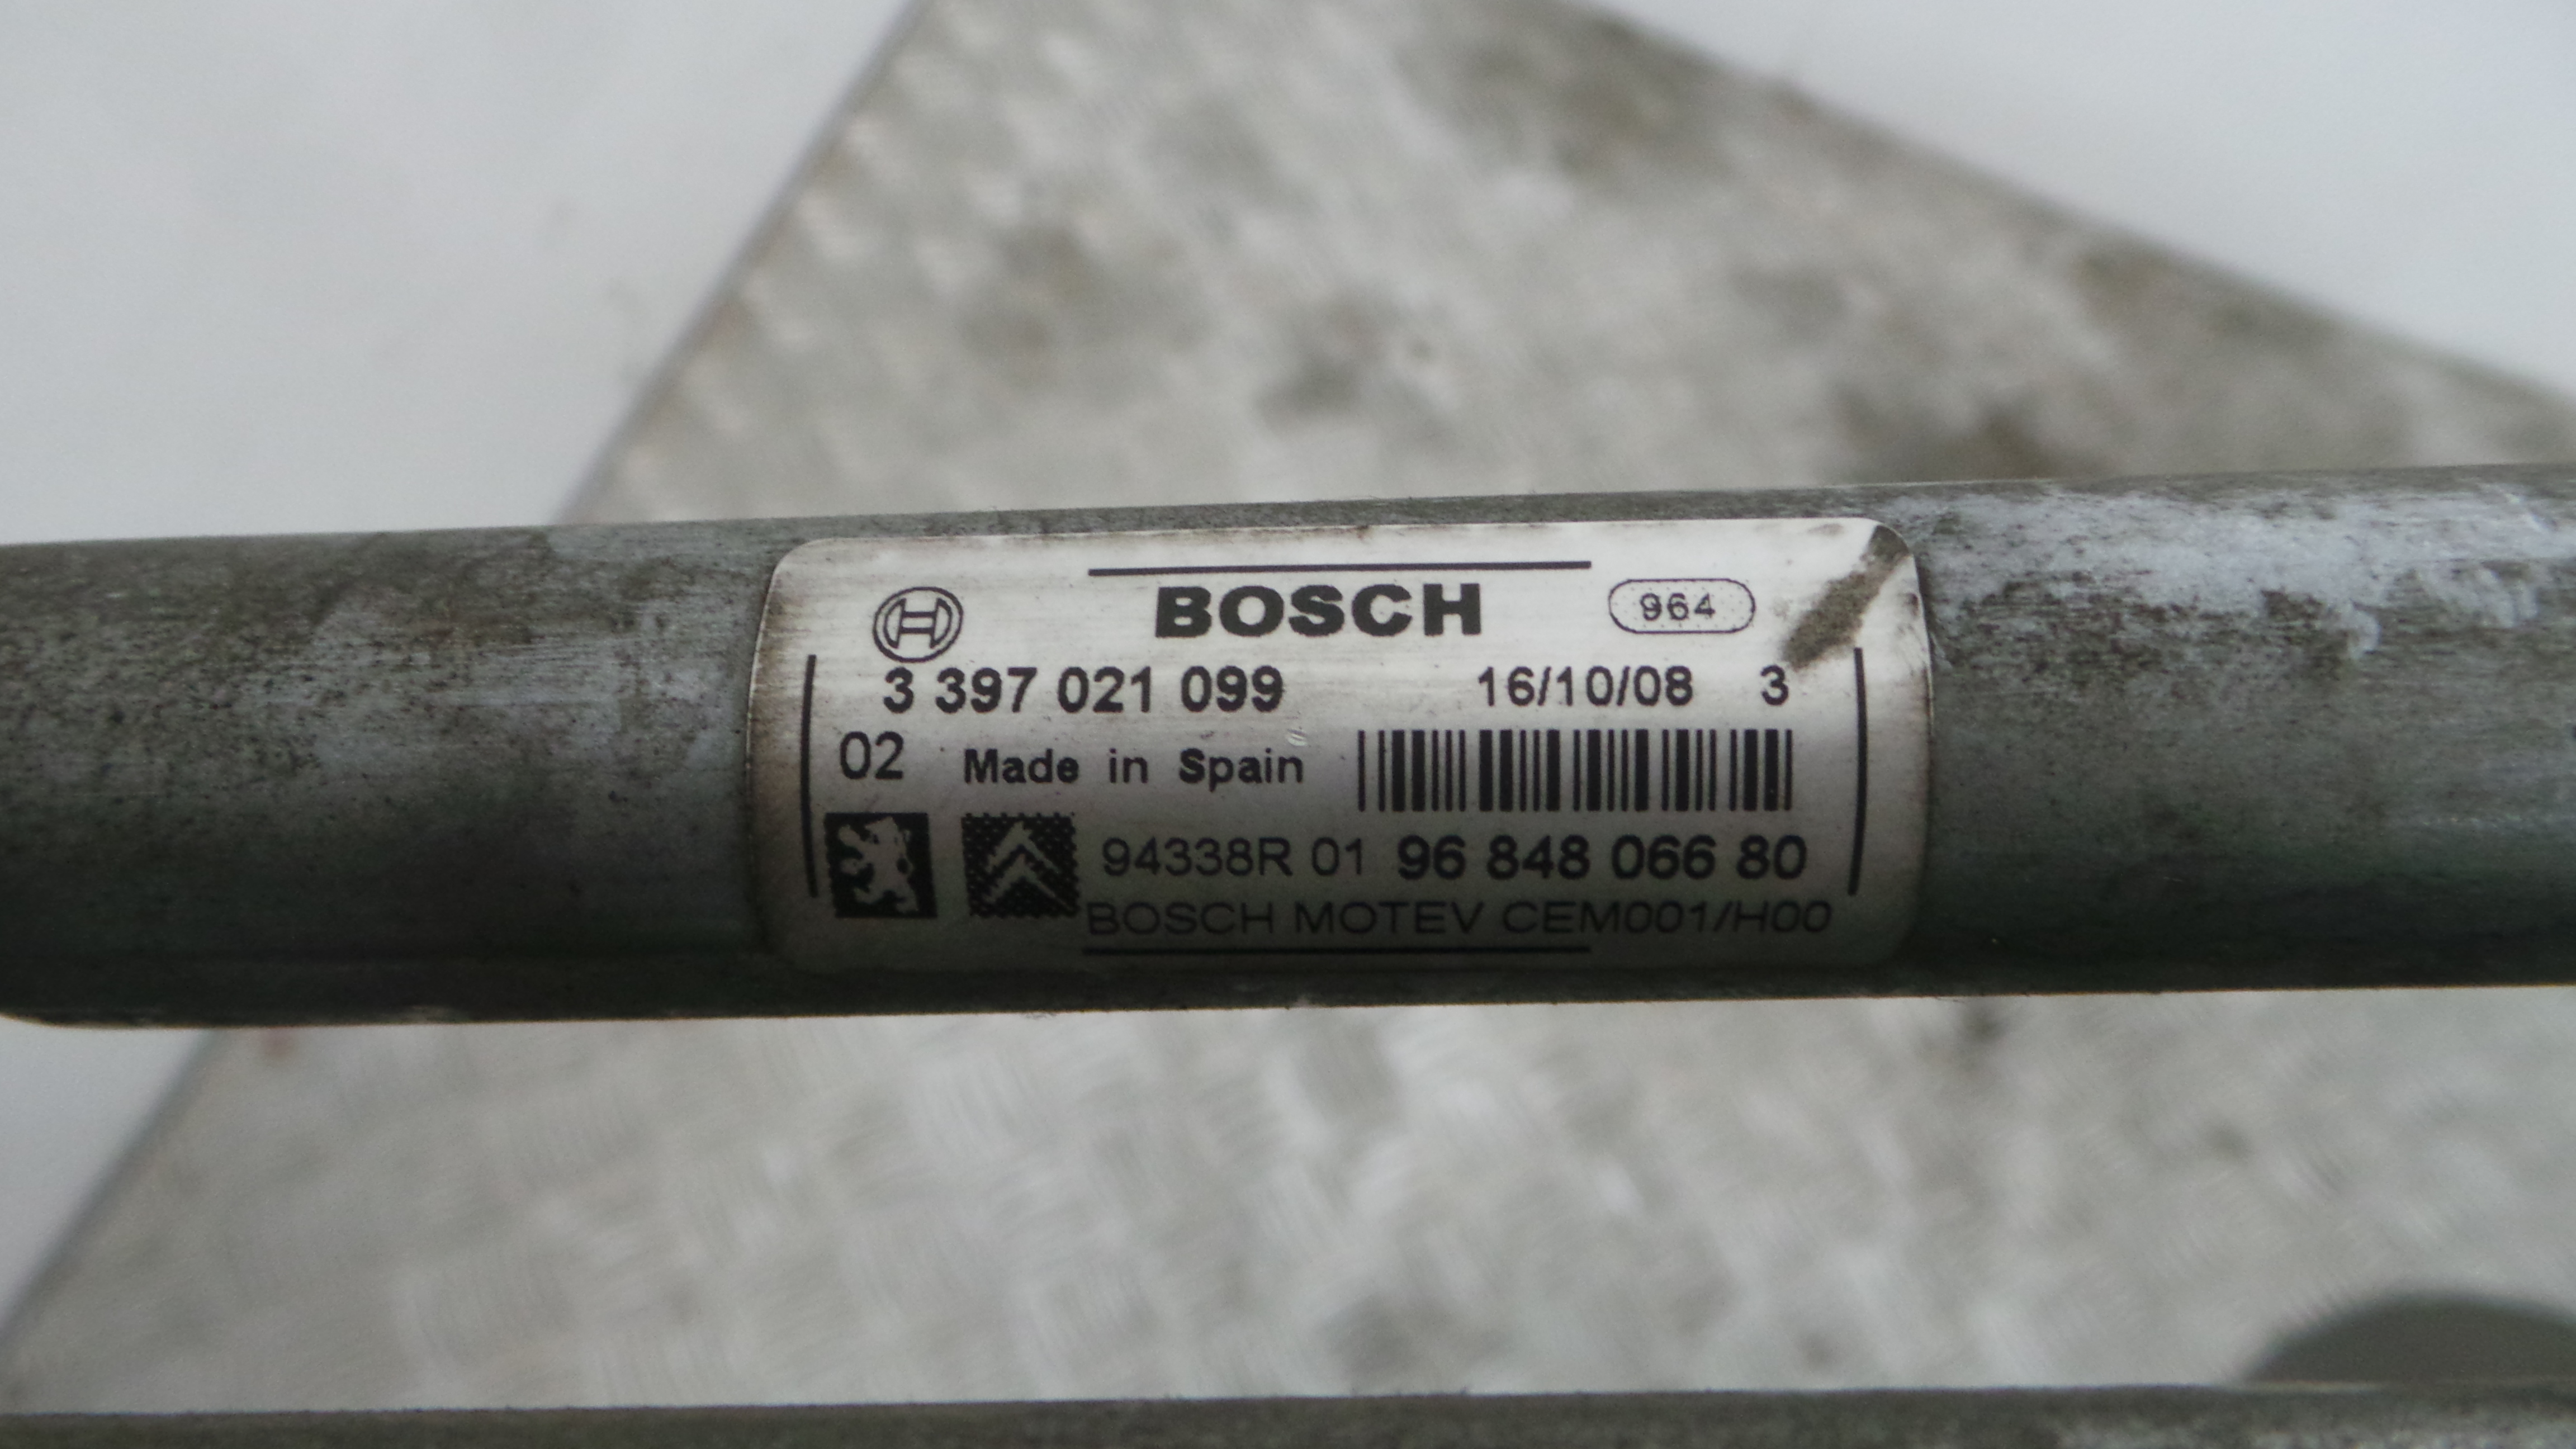 BOSCH 964
3 397 021 099 16/10/08 3
02 Made in Spain
94338R 01 96 848 066 80
BOSCH MOTEV CEM001/H00